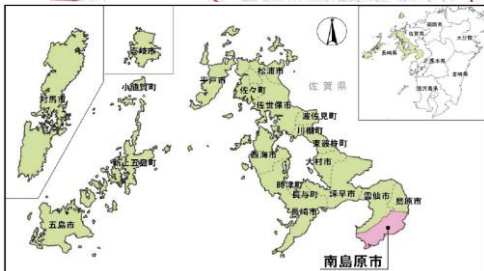 壱岐市
対馬市
小値賀町
新上五島町
五島市
平戸市
松浦市
佐々町
佐世保市
佐賀県
波佐見町
川棚町
東彼杵町
西海市
大村市
時津町
長与町
諫早市
長崎市
雲仙市
島原市
南島原市
福岡県
佐賀県
長崎県
大分県
熊本県
宮崎県
鹿児島県